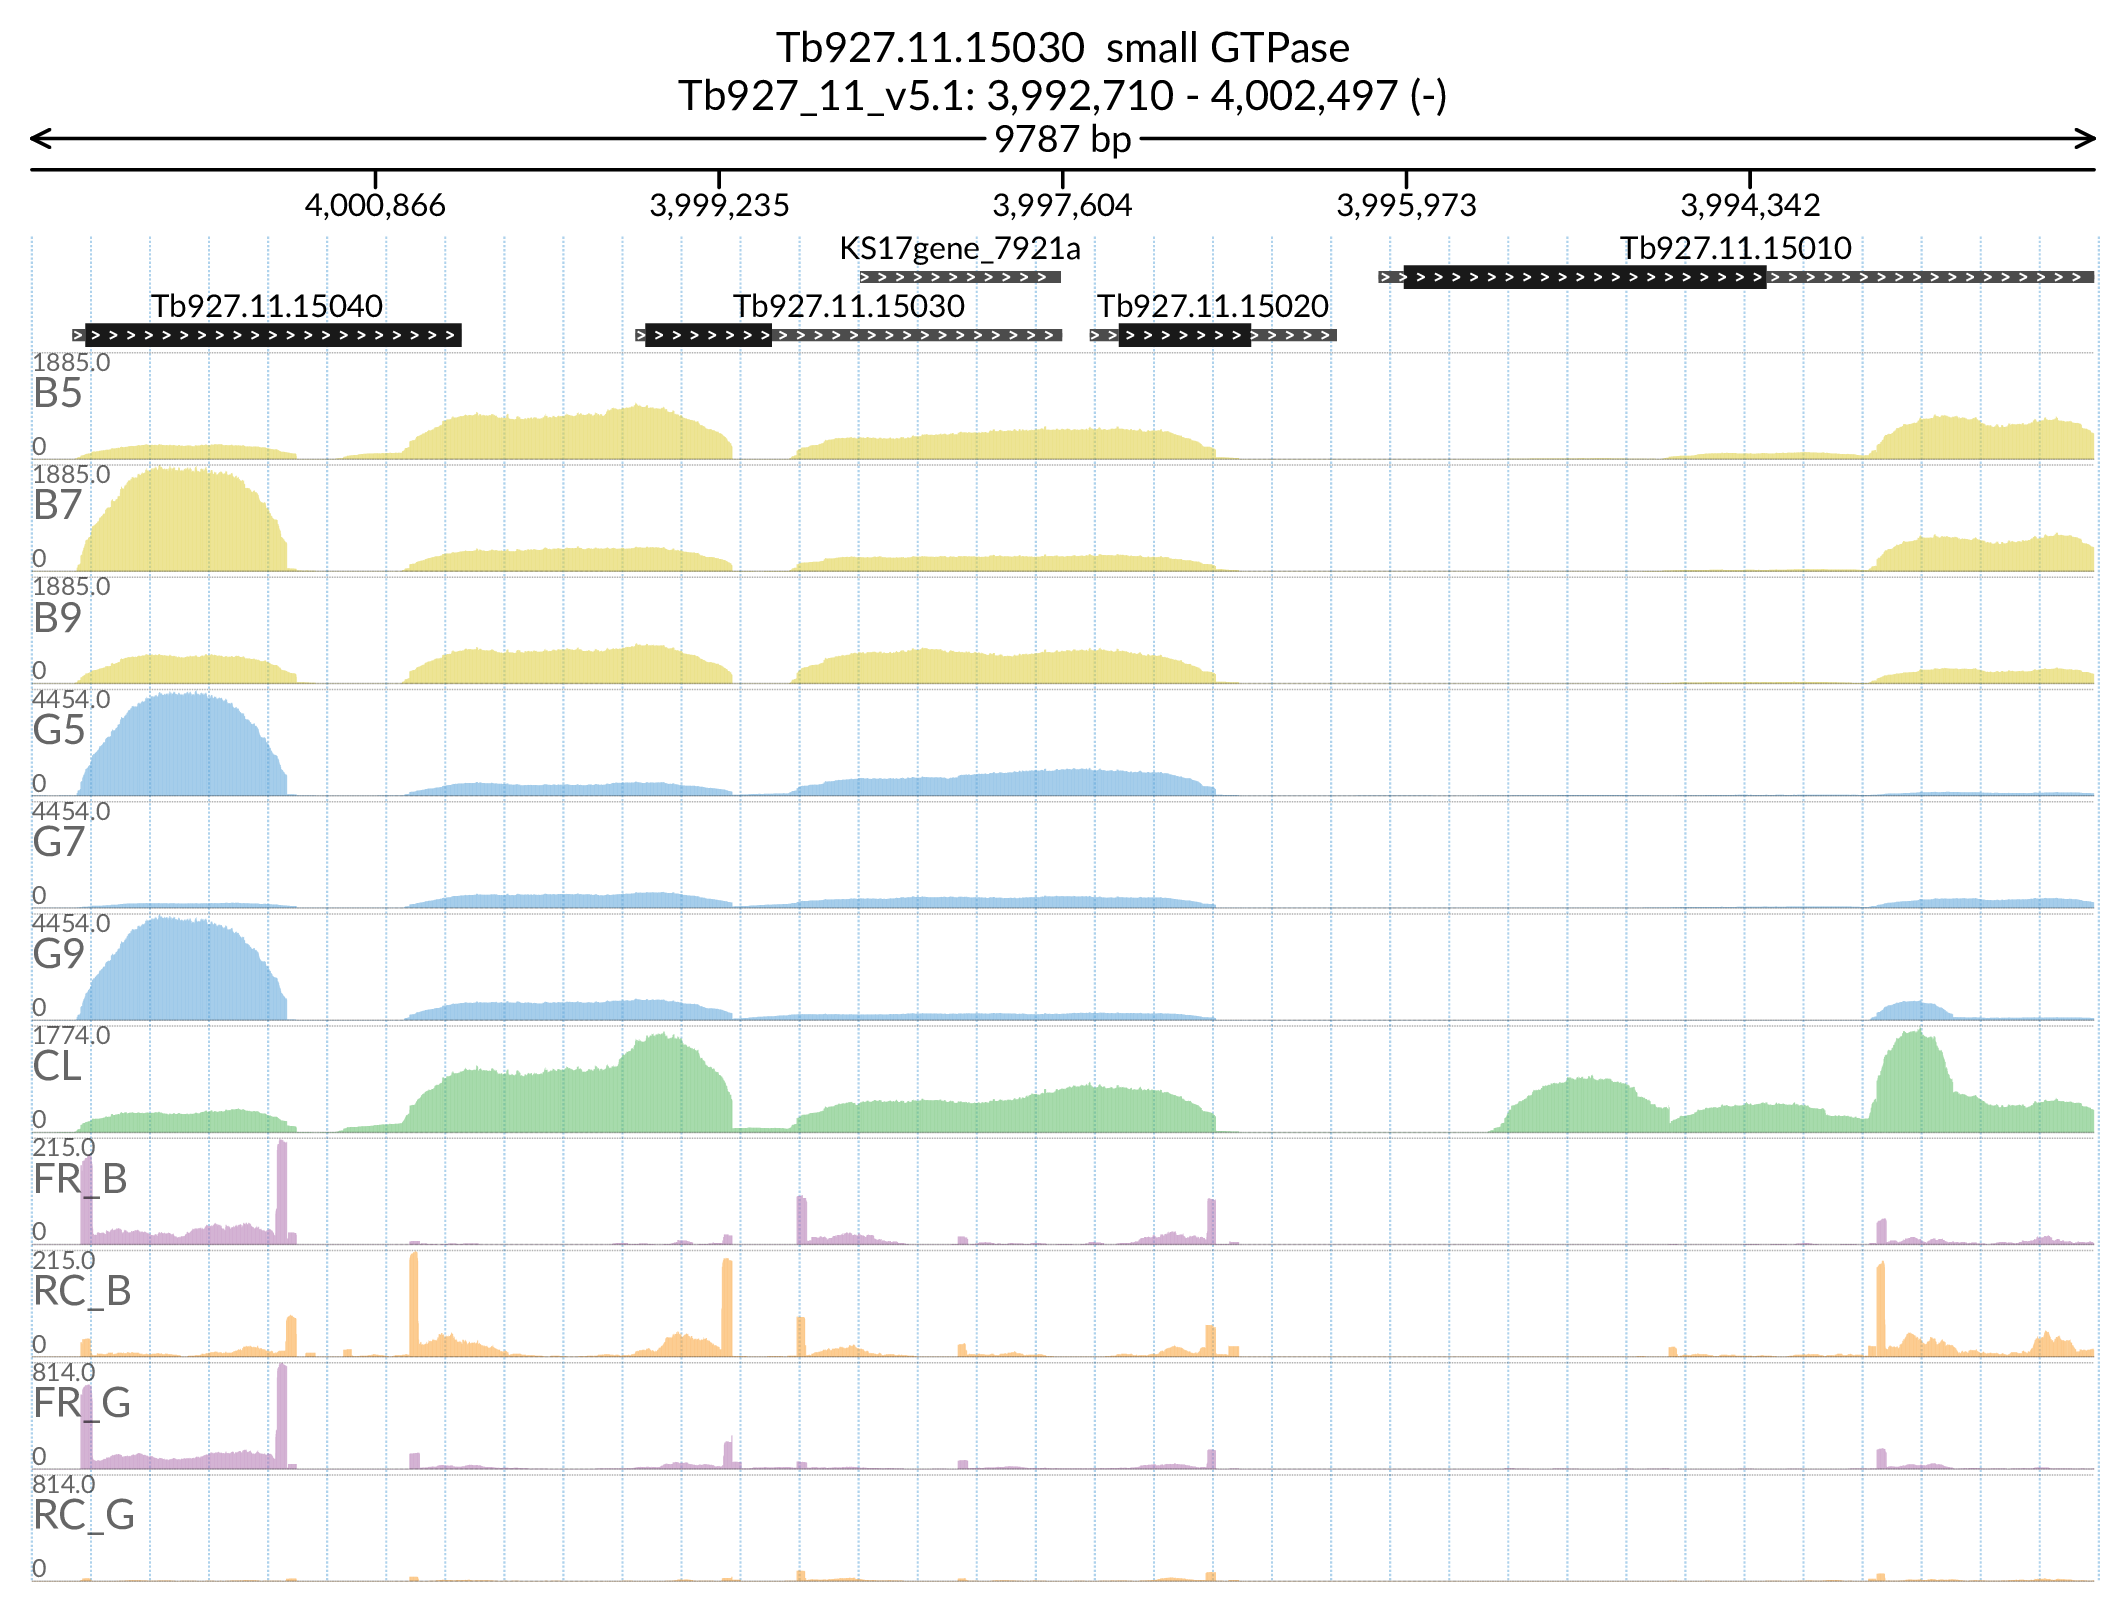 Tb927.11.15030 small GTPase
Tb927_11_v5.1: 3,992,710 - 4,002,497 (-)
9787 bp
4,000,866 3,999,235 3,997,604 3,995,973 3,994,342
KS17gene_7921a Tb927.11.15010
Tb927.11.15040 Tb927.11.15030 Tb927.11.15020
1885.0
B5
0
1885.0
B7
0
1885.0
B9
0
4454.0
G5
0
4454.0
G7
0
4454.0
G9
0
1774.0
CL
0
215.0
FR_B
0
215.0
RC_B
0
814.0
FR_G
0
814.0
RC_G
0